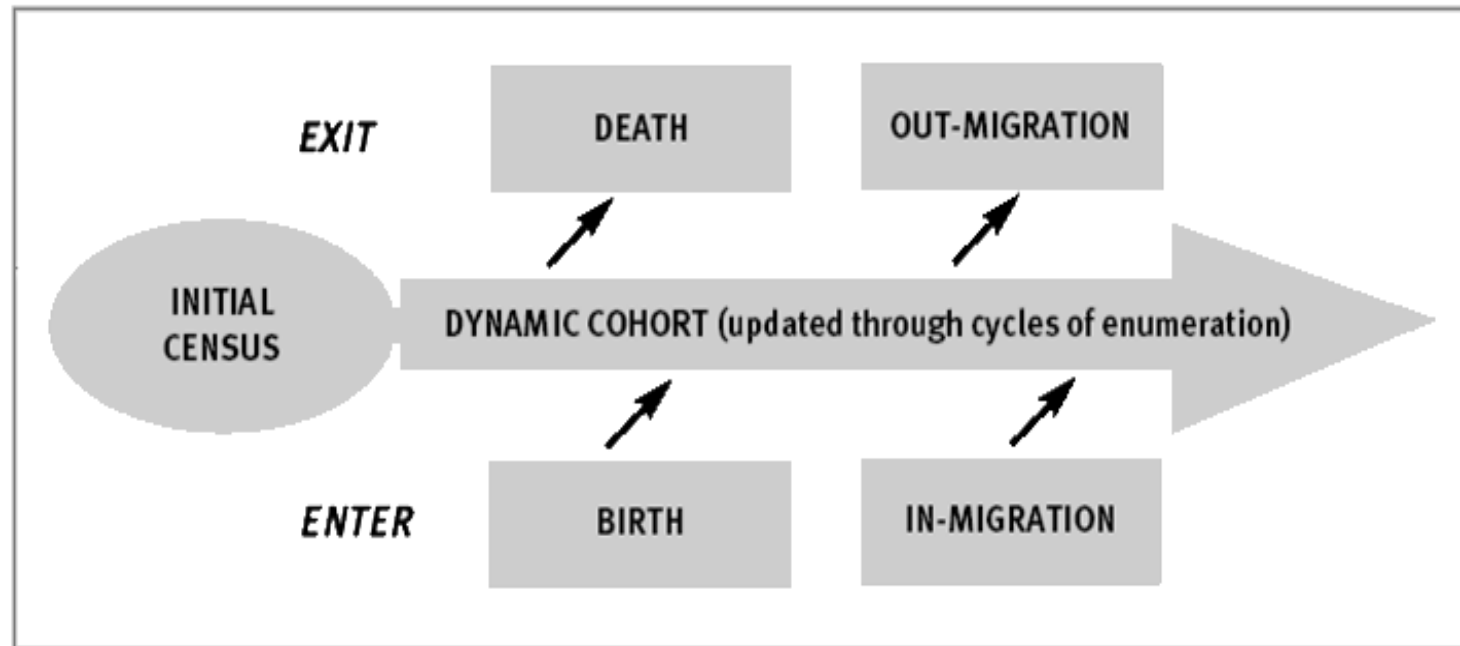 EXIT
DEATH
OUT-MIGRATION
INITIAL
CENSUS
DYNAMIC COHORT (updated through cycles of enumeration)
ENTER
BIRTH
IN-MIGRATION